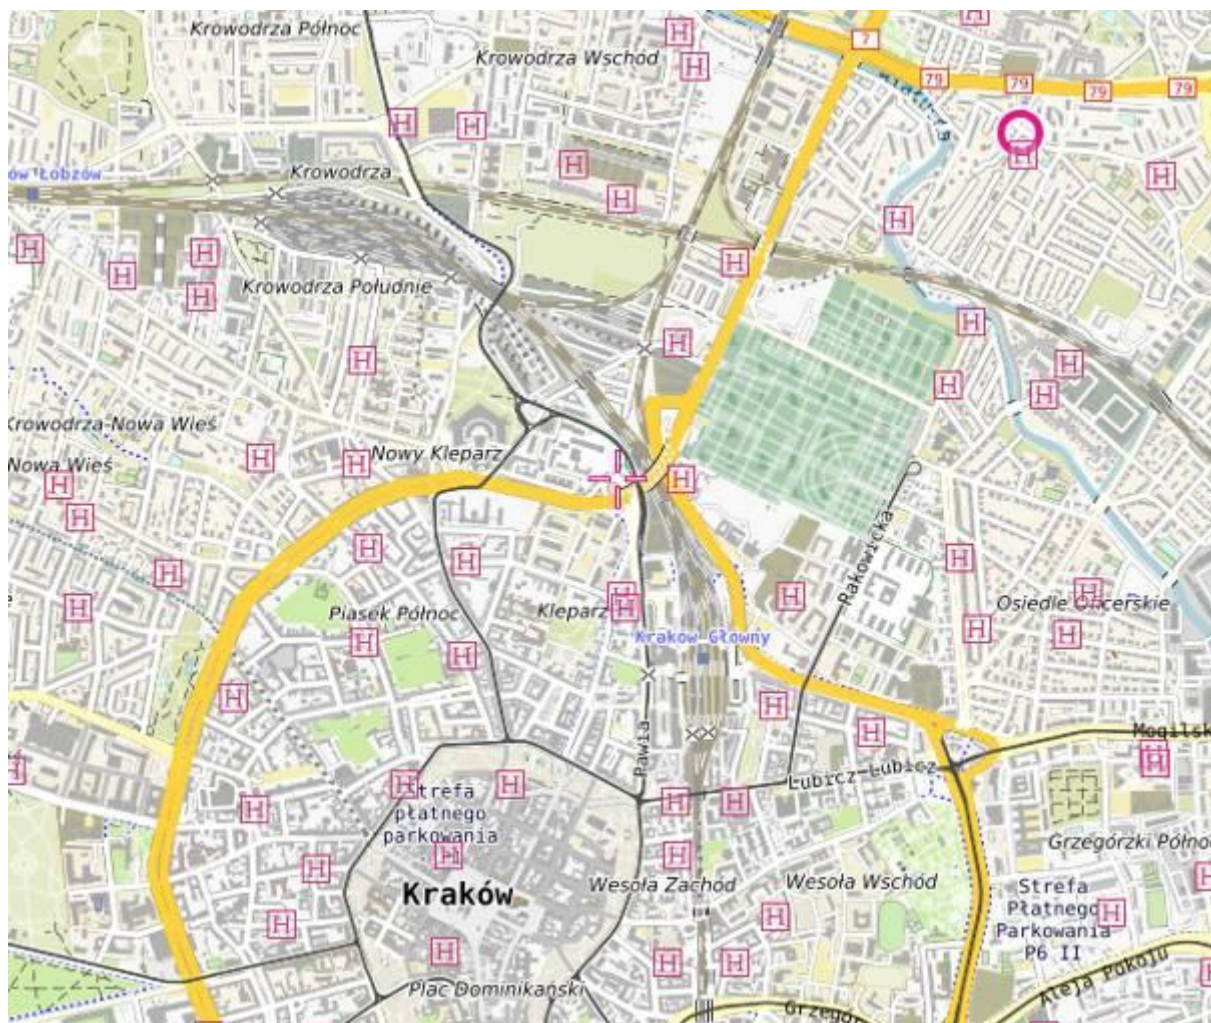 Krowodrza Północ
Krowodrza Wschód
7
79
79
79
79
Krowodrza
Krowodrza Południe
Krowodrza-Nowa Wieś
Nowa Wieś
Nowy Kleparz
Rakowicka
Piasek Północ
Kleparz
Kraków Główny
Osiedle Oficerskie
Pawia
Lubicz
Lubicz
Strefa
płatnego
parkowania
Kraków
Wesoła Zachód
Wesoła Wschód
Grzegórzki Półno
Strefa
Płatnego
Parkowania
P6 II
Aleja Pokoju
Plac Dominikański
Mogilsk
Grzegór